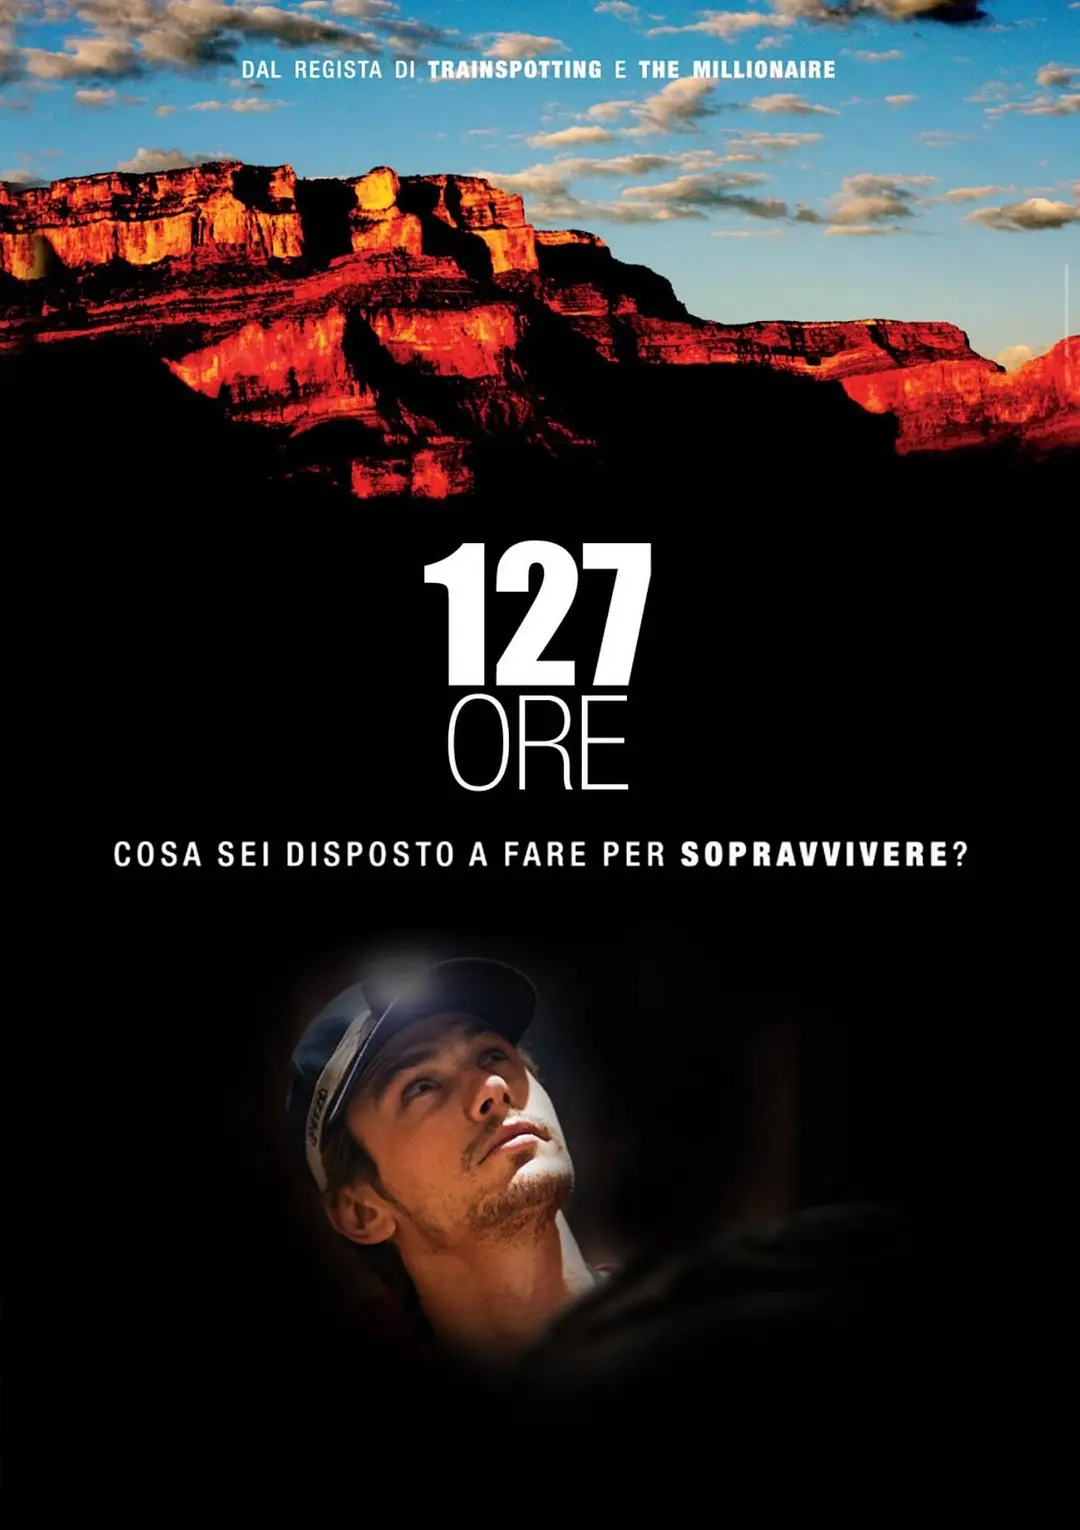 DAL REGISTA DI TRAINSPOTTING E THE MILLIONAIRE
127
ORE
COSA SEI DISPOSTO A FARE PER SOPRAVVIVERE?